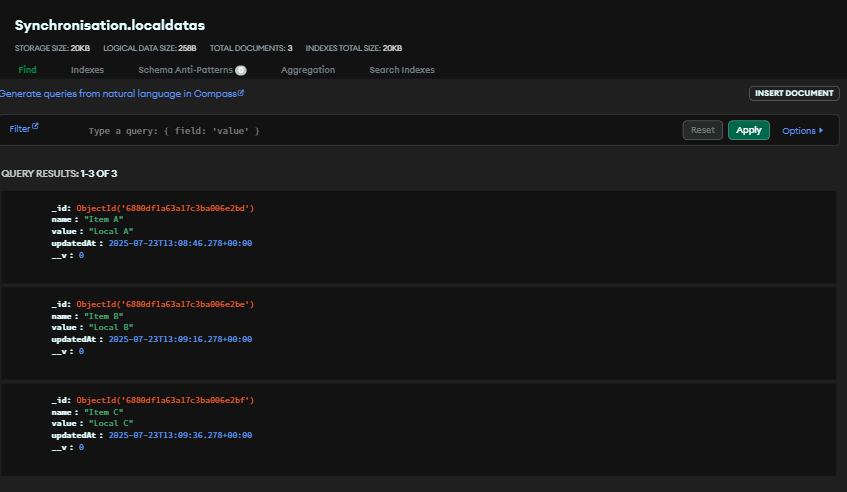 Synchronisation.localdatas
STORAGE SIZE: 20KB LOGICAL DATA SIZE: 258B TOTAL DOCUMENTS: 3 INDEXES TOTAL SIZE: 20KB
Find Indexes Schema Anti-Patterns 0 Aggregation Search Indexes
Generate queries from natural language in Compass
INSERT DOCUMENT
Filter Type a query: { field: 'value' } Reset Apply Options
QUERY RESULTS: 1-3 OF 3
_id: ObjectId('6880df1a63a17c3ba006e2bd')
name : "Item A"
value : "Local A"
updatedAt : 2025-07-23T13:08:46.278+00:00
__v : 0
_id: ObjectId('6880df1a63a17c3ba006e2be')
name : "Item B"
value : "Local B"
updatedAt : 2025-07-23T13:09:16.278+00:00
__v : 0
_id: ObjectId('6880df1a63a17c3ba006e2bf')
name : "Item C"
value : "Local C"
updatedAt : 2025-07-23T13:09:36.278+00:00
__v : 0